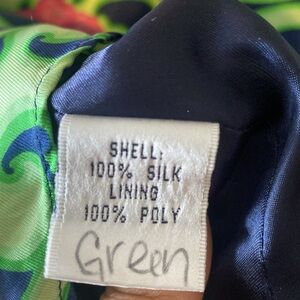 SHELL:
100% SILK
LINING
100% POLY
Green